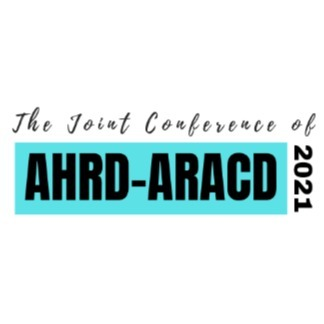 The Joint Conference of
AHRD-ARACD
2021